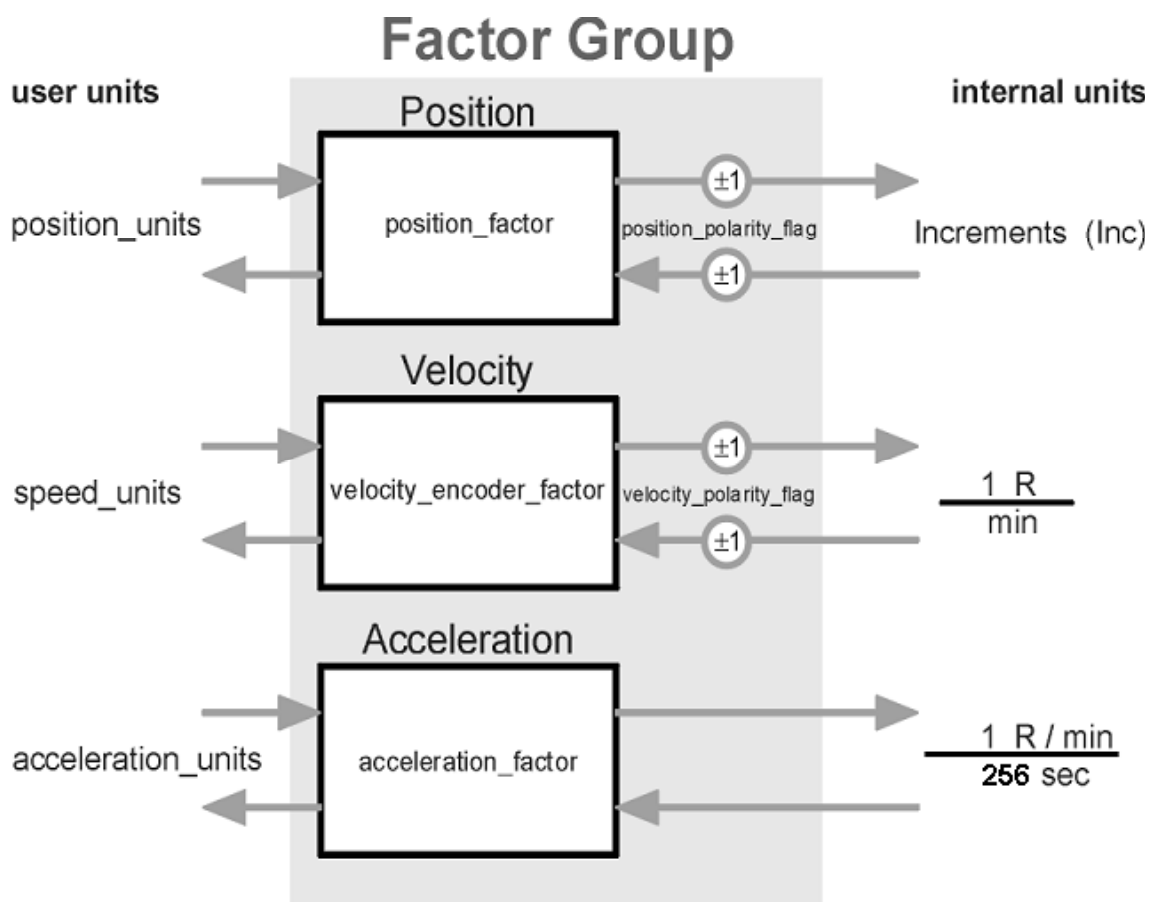 Factor Group
user units
internal units
Position
±1
position_units
position_factor
position_polarity_flag
Increments (Inc)
±1
Velocity
±1
speed_units
velocity_encoder_factor
velocity_polarity_flag
1 R
min
±1
Acceleration
acceleration_units
acceleration_factor
1 R / min
256 sec